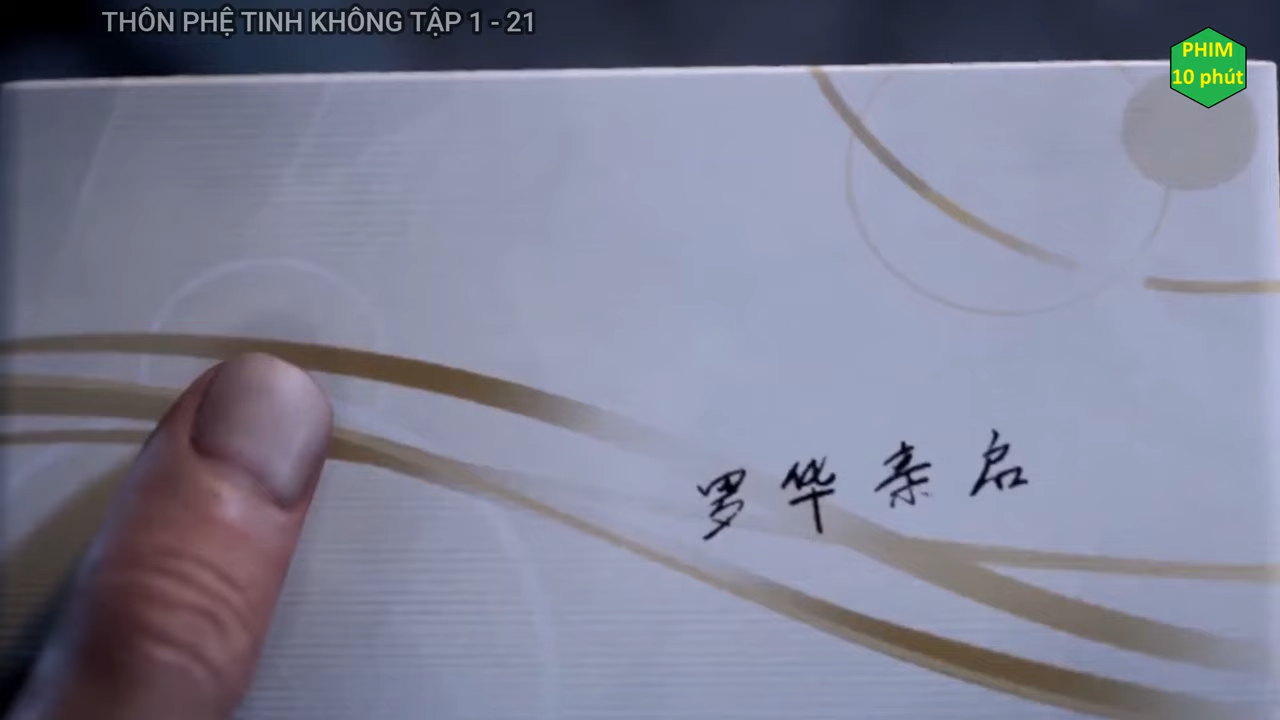 THÔN PHỆ TINH KHÔNG TẬP 1 - 21
PHIM
10 phút
罗华亲启